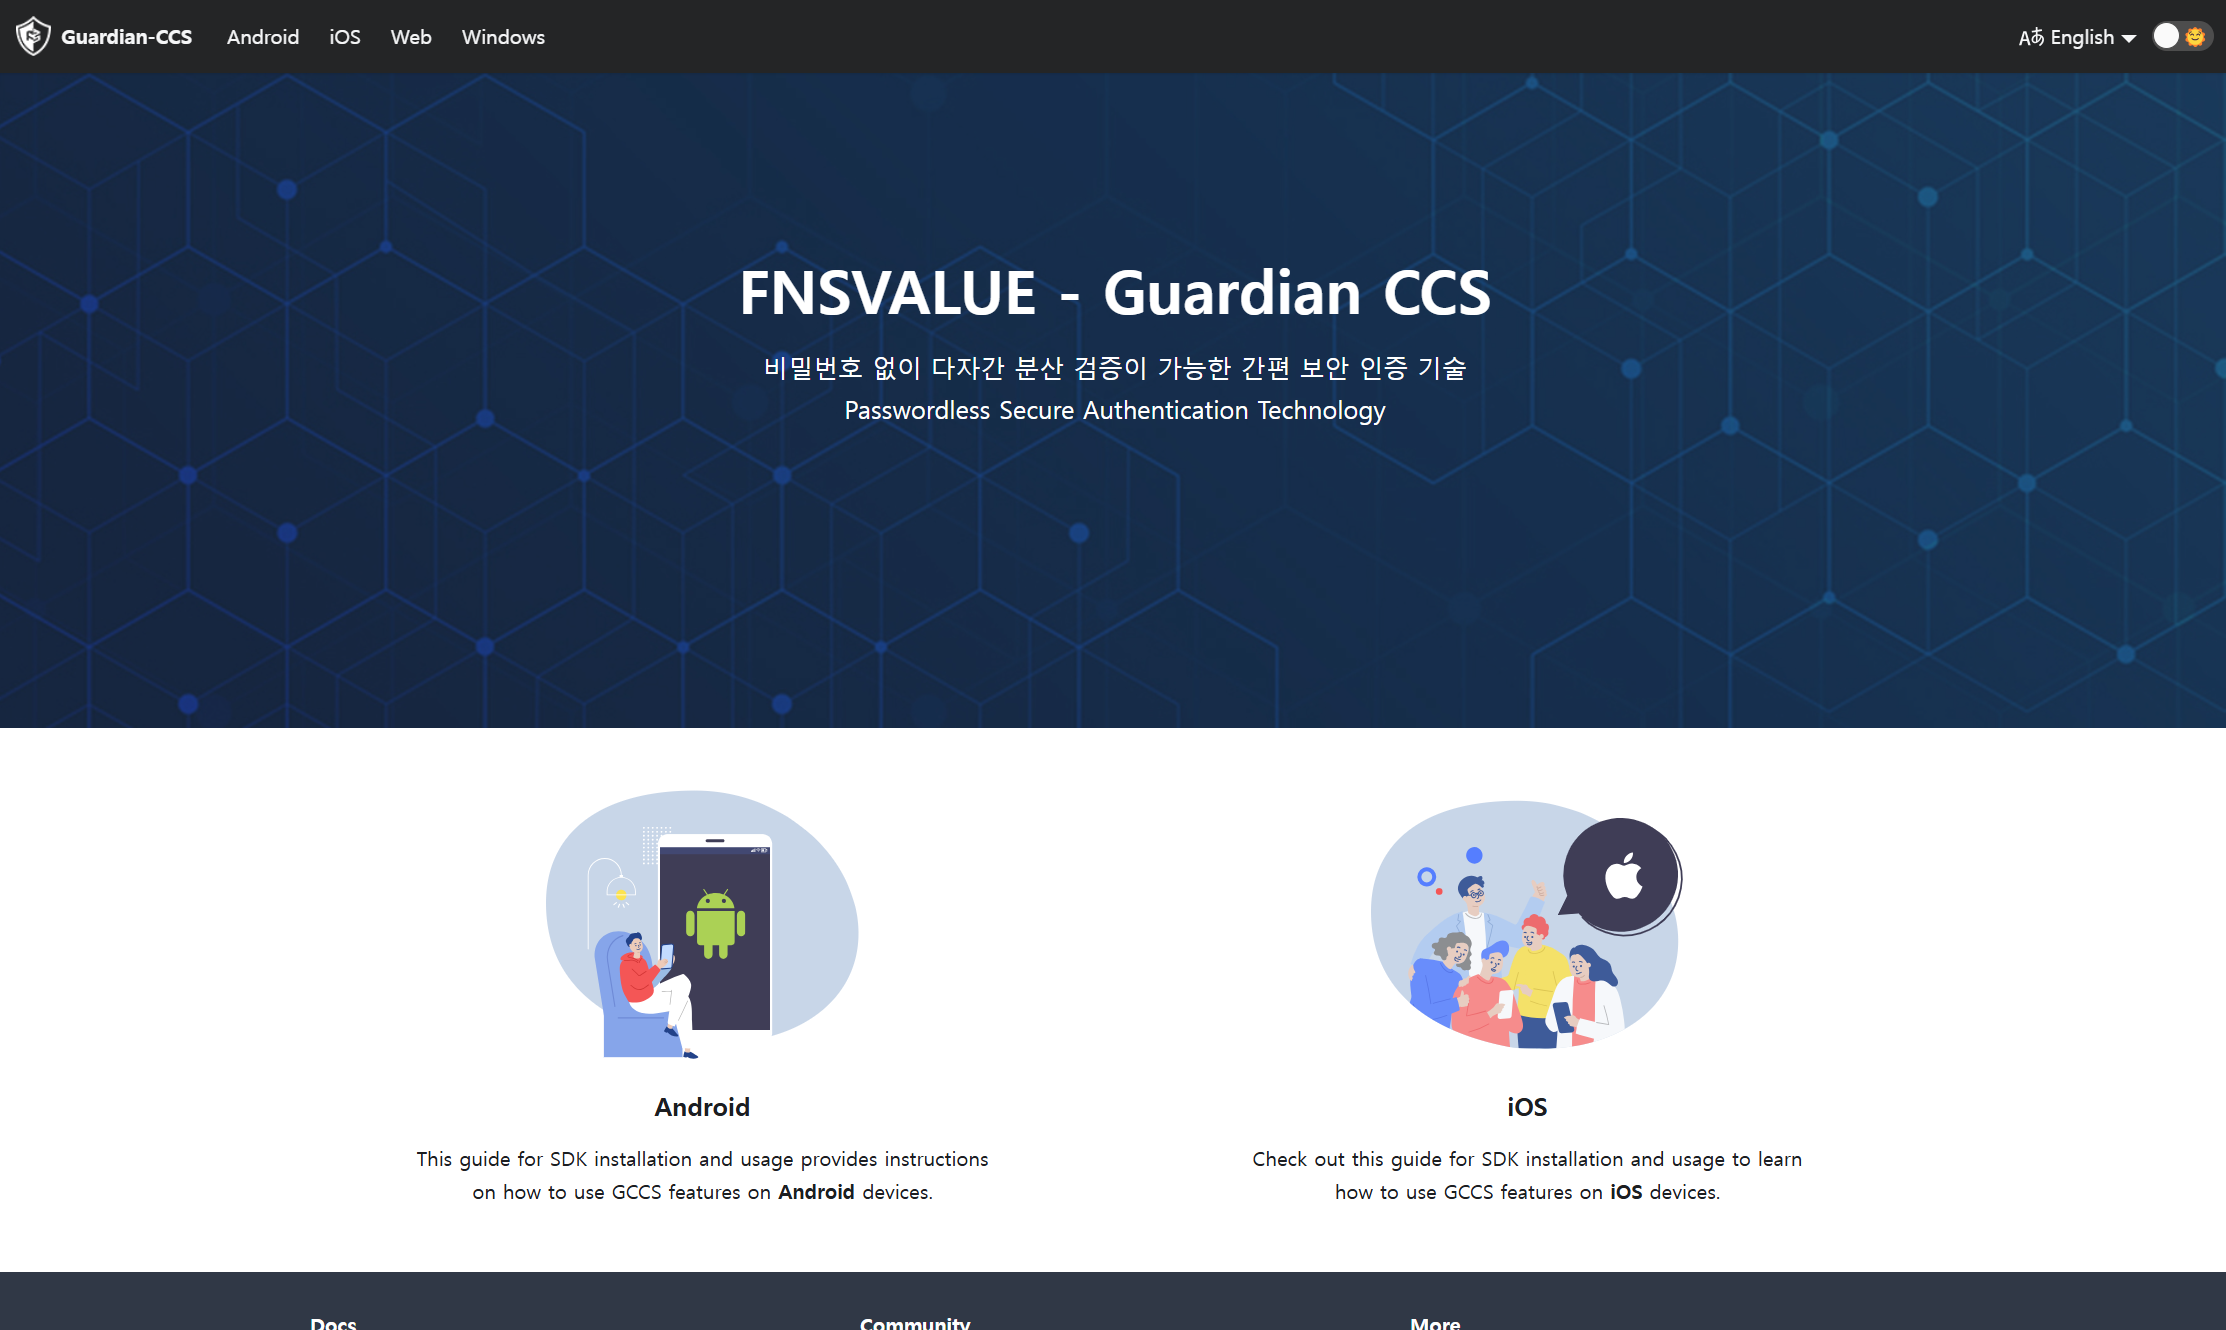 Guardian-CCS Android iOS Web Windows
Aあ English
FNSVALUE - Guardian CCS
비밀번호 없이 다자간 분산 검증이 가능한 간편 보안 인증 기술
Passwordless Secure Authentication Technology
Android
This guide for SDK installation and usage provides instructions
on how to use GCCS features on Android devices.
iOS
Check out this guide for SDK installation and usage to learn
how to use GCCS features on iOS devices.
Docs
Community
More